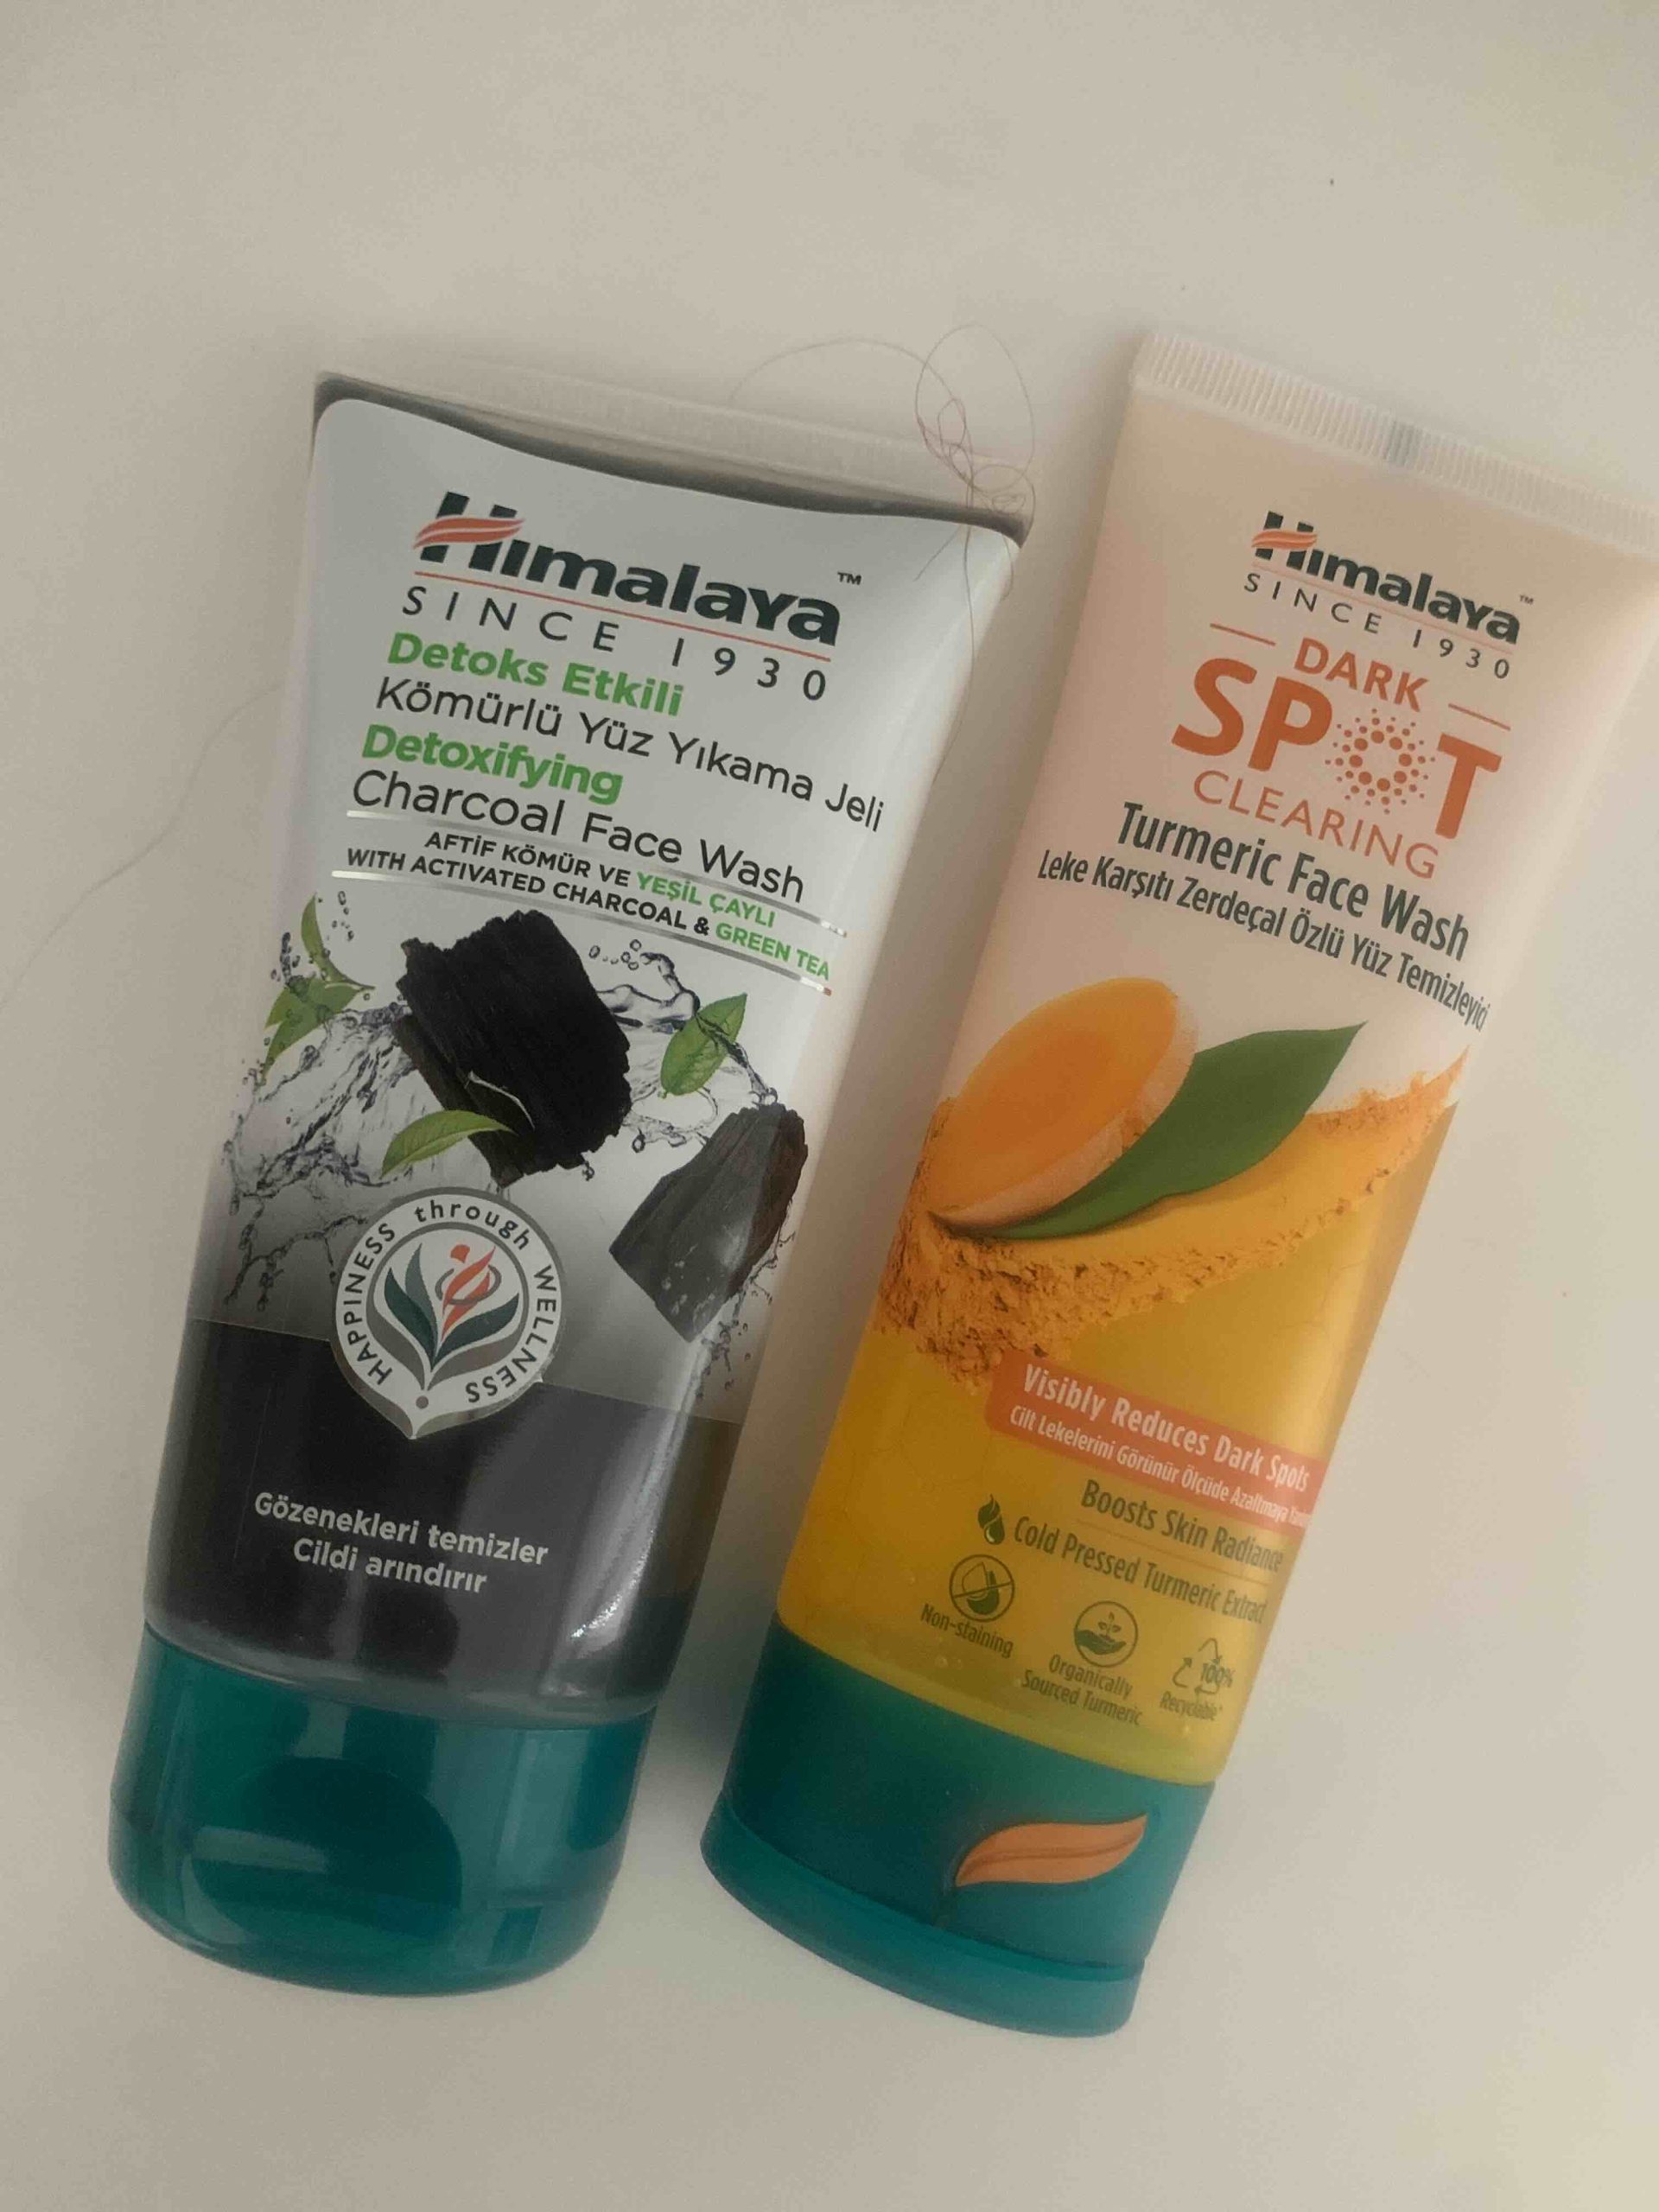 Himalaya™
SINCE 1930
Detoks Etkili
Kömürlü Yüz Yıkama Jeli
Detoxifying
Charcoal Face Wash
AFTİF KÖMÜR VE YEŞİL ÇAYLI
WITH ACTIVATED CHARCOAL & GREEN TEA
HAPPINESS through WELLNESS
Gözenekleri temizler
Cildi arındırır
Himalaya™
SINCE 1930
DARK
SPOT
CLEARING
Turmeric Face Wash
Leke Karşıtı Zerdeçal Özlü Yüz Temizleyici
Visibly Reduces Dark Spots
Cilt Lekelerini Görünür Ölçüde Azaltmaya
Boosts Skin Radiance
Cold Pressed Turmeric Extract
Non-staining
Organically
Sourced Turmeric
100%
Recyclable*